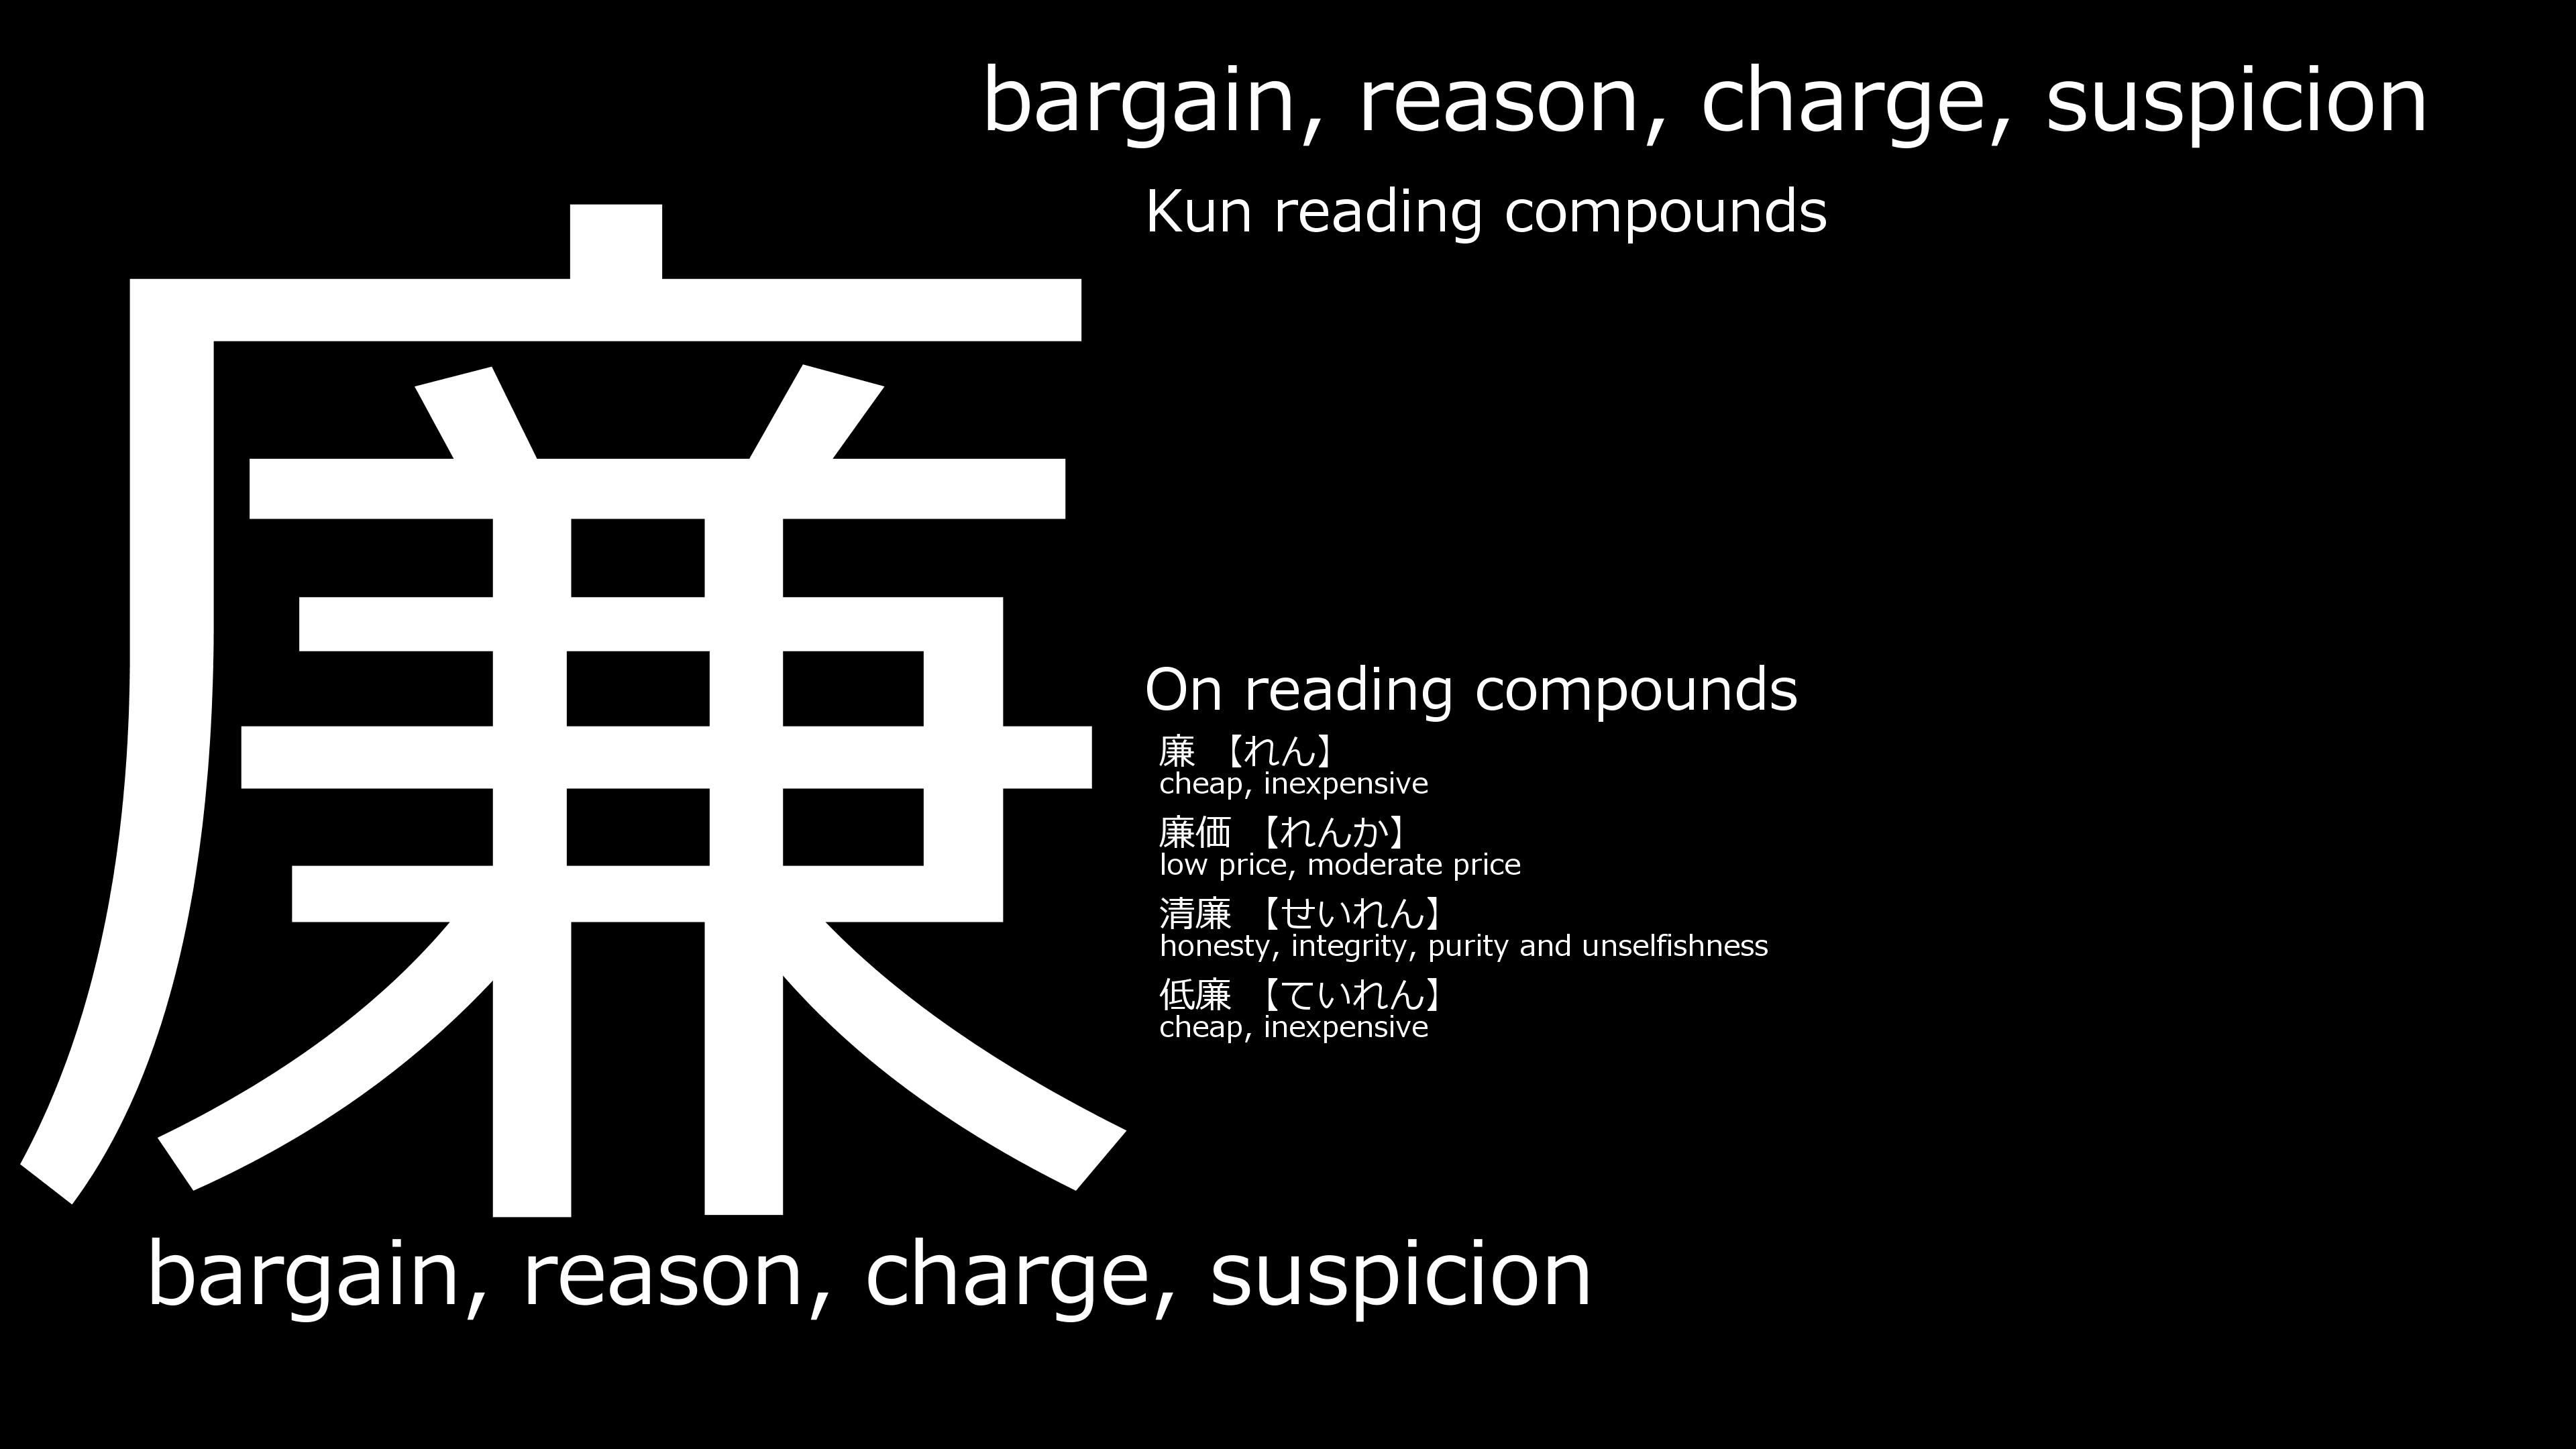 bargain, reason, charge, suspicion
Kun reading compounds
廉
On reading compounds
廉 【れん】
cheap, inexpensive
廉価 【れんか】
low price, moderate price
清廉 【せいれん】
honesty, integrity, purity and unselfishness
低廉 【ていれん】
cheap, inexpensive
bargain, reason, charge, suspicion